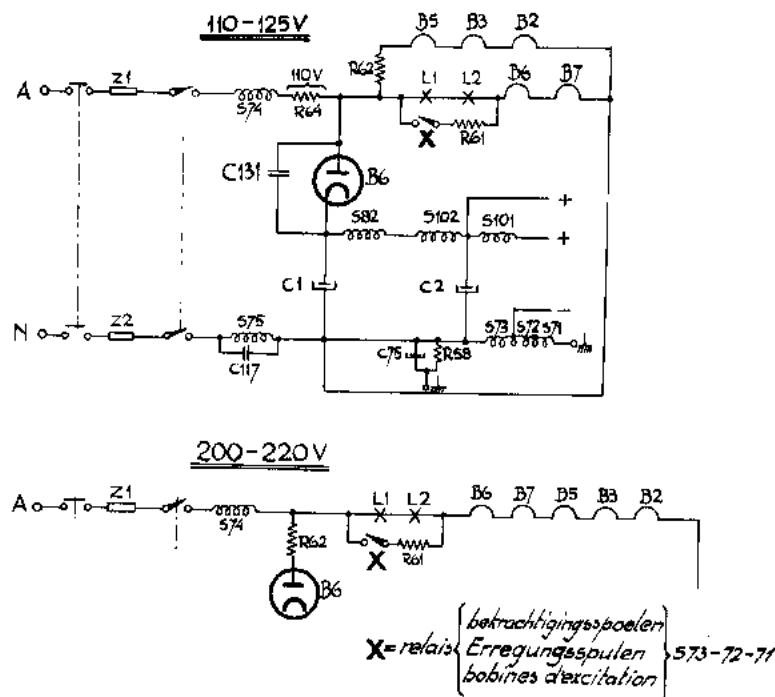 110-125V
B5 B3 B2
R62
A Z1 S74 110V R64 L1 L2 B6 B7
X R61
C131 B6
S82 S102 S101 +
+
C1 C2
N Z2 S75 S73 S72 S71
C117 C75 R58
200-220V
A Z1 S74 L1 L2 B6 B7 B5 B3 B2
R62 X R61
B6
X = relais { bekrachtigingsspoelen
Erregungsspulen } S73-72-71
bobines d'excitation